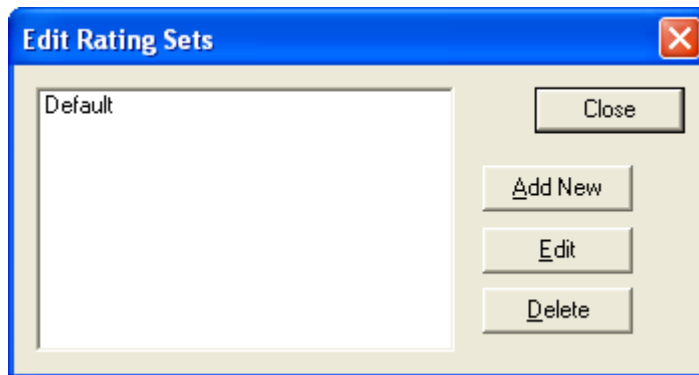 Edit Rating Sets
Default
Close
Add New
Edit
Delete